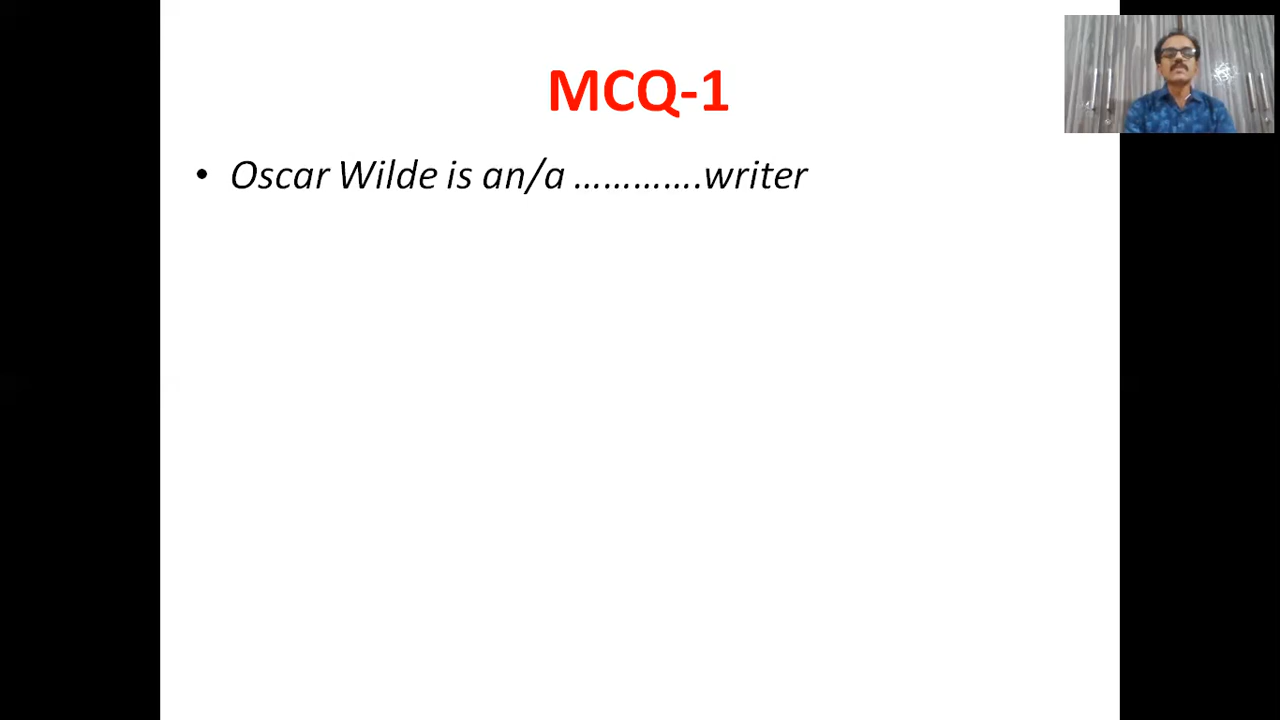 MCQ-1
• Oscar Wilde is an/a ………….writer